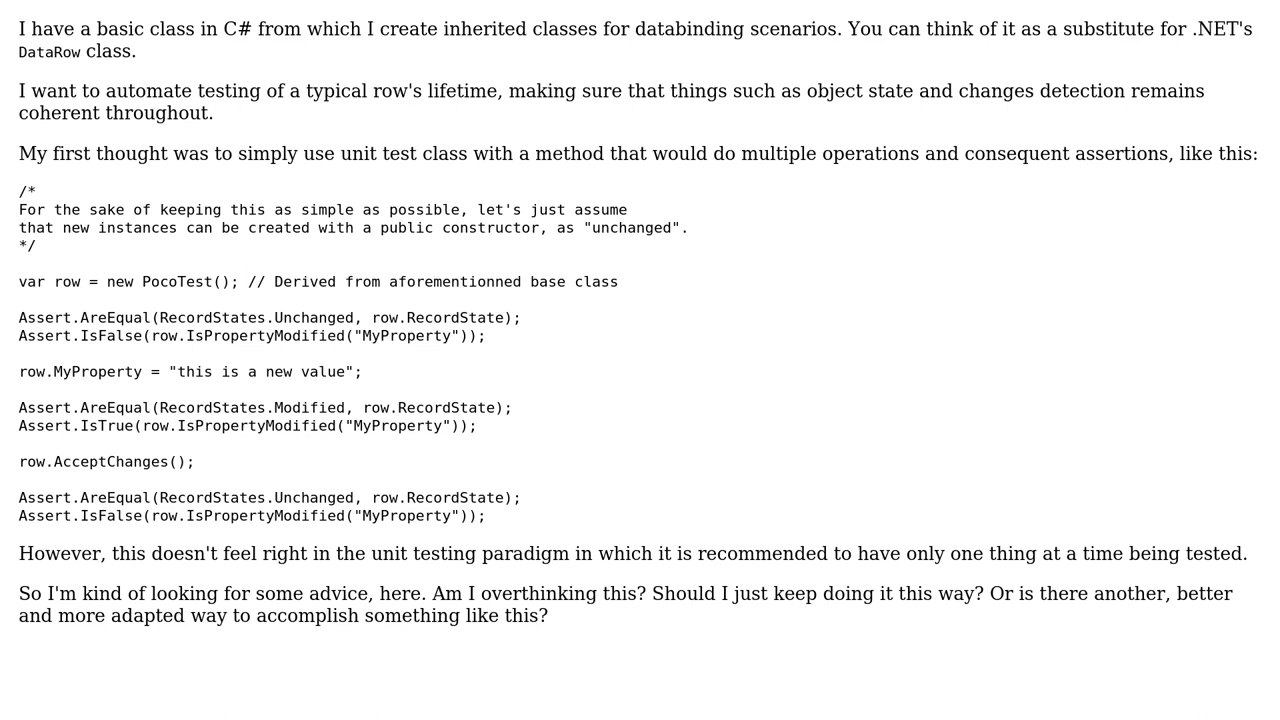 I have a basic class in C# from which I create inherited classes for databinding scenarios. You can think of it as a substitute for .NET's
DataRow class.
I want to automate testing of a typical row's lifetime, making sure that things such as object state and changes detection remains
coherent throughout.
My first thought was to simply use unit test class with a method that would do multiple operations and consequent assertions, like this:
/*
For the sake of keeping this as simple as possible, let's just assume
that new instances can be created with a public constructor, as "unchanged".
*/
var row = new PocoTest(); // Derived from aforementionned base class
Assert.AreEqual(RecordStates.Unchanged, row.RecordState);
Assert.IsFalse(row.IsPropertyModified("MyProperty"));
row.MyProperty = "this is a new value";
Assert.AreEqual(RecordStates.Modified, row.RecordState);
Assert.IsTrue(row.IsPropertyModified("MyProperty"));
row.AcceptChanges();
Assert.AreEqual(RecordStates.Unchanged, row.RecordState);
Assert.IsFalse(row.IsPropertyModified("MyProperty"));
However, this doesn't feel right in the unit testing paradigm in which it is recommended to have only one thing at a time being tested.
So I'm kind of looking for some advice, here. Am I overthinking this? Should I just keep doing it this way? Or is there another, better
and more adapted way to accomplish something like this?